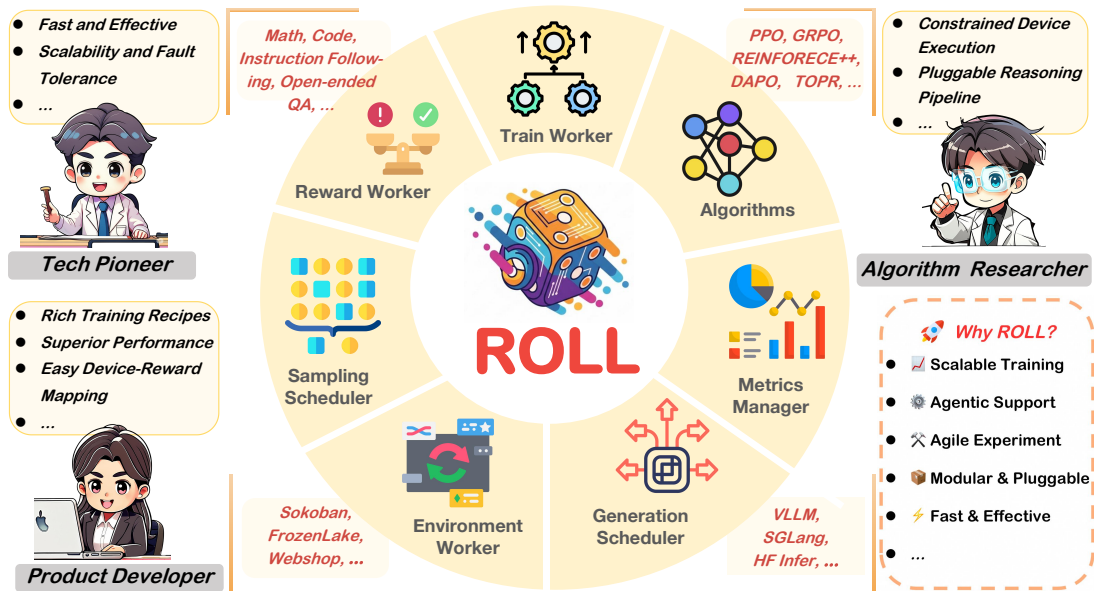 Fast and Effective
Scalability and Fault
Tolerance
...
Tech Pioneer
Rich Training Recipes
Superior Performance
Easy Device-Reward
Mapping
...
Product Developer
Math, Code,
Instruction Follow-
ing, Open-ended
QA, ...
Reward Worker
Train Worker
PPO, GRPO,
REINFORECE++,
DAPO, TOPR, ...
Algorithms
Sampling
Scheduler
ROLL
Metrics
Manager
Environment
Worker
Generation
Scheduler
Sokoban,
FrozenLake,
Webshop, ...
VLLM,
SGLang,
HF Infer, ...
Constrained Device
Execution
Pluggable Reasoning
Pipeline
...
Algorithm Researcher
Why ROLL?
Scalable Training
Agentic Support
Agile Experiment
Modular & Pluggable
Fast & Effective
...